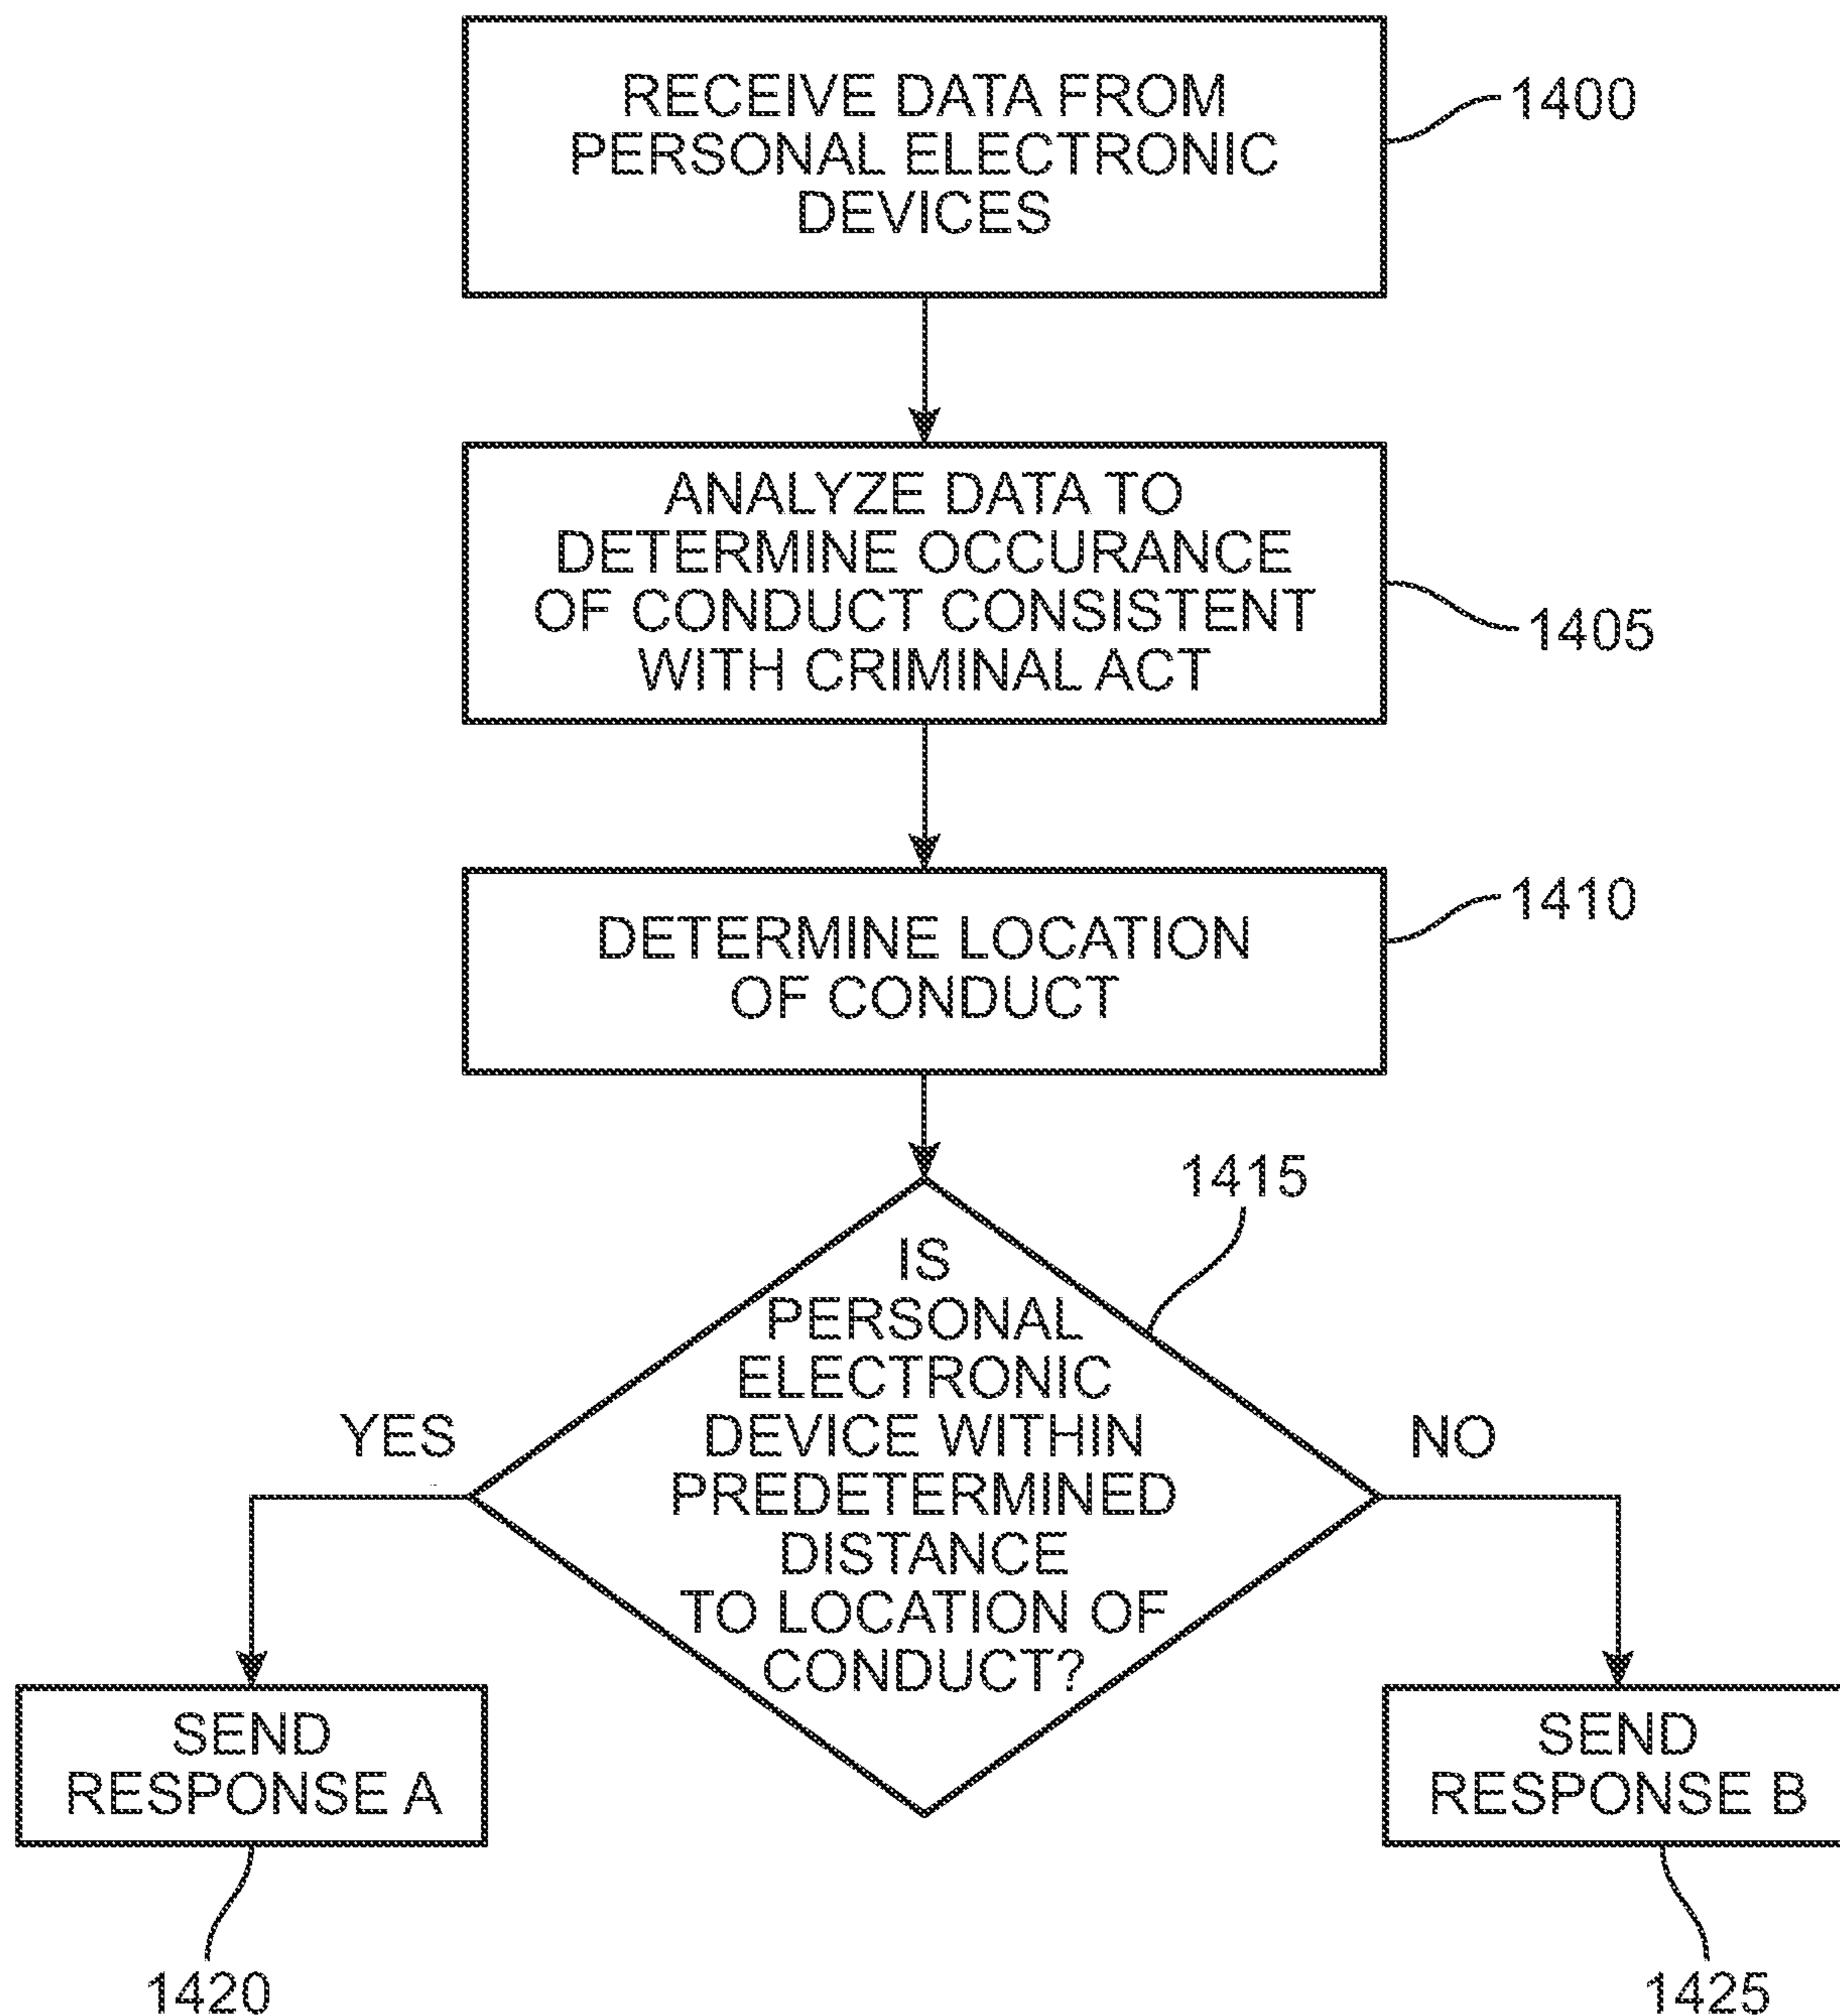 RECEIVE DATA FROM
PERSONAL ELECTRONIC
DEVICES
1400
ANALYZE DATA TO
DETERMINE OCCURANCE
OF CONDUCT CONSISTENT
WITH CRIMINAL ACT
1405
DETERMINE LOCATION
OF CONDUCT
1410
1415
IS
PERSONAL
ELECTRONIC
DEVICE WITHIN
PREDETERMINED
DISTANCE
TO LOCATION OF
CONDUCT?
YES
NO
SEND
RESPONSE A
1420
SEND
RESPONSE B
1425